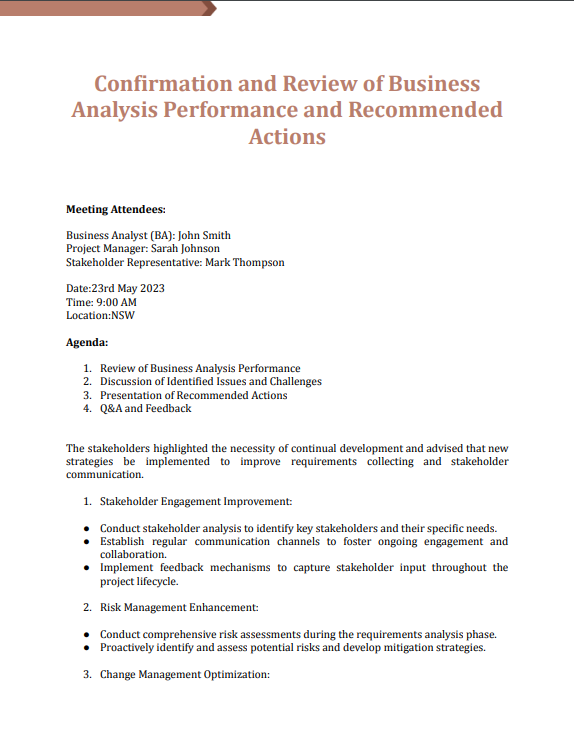 Confirmation and Review of Business
Analysis Performance and Recommended
Actions
Meeting Attendees:
Business Analyst (BA): John Smith
Project Manager: Sarah Johnson
Stakeholder Representative: Mark Thompson
Date:23rd May 2023
Time: 9:00 AM
Location:NSW
Agenda:
1. Review of Business Analysis Performance
2. Discussion of Identified Issues and Challenges
3. Presentation of Recommended Actions
4. Q&A and Feedback
The stakeholders highlighted the necessity of continual development and advised that new
strategies be implemented to improve requirements collecting and stakeholder
communication.
1. Stakeholder Engagement Improvement:
● Conduct stakeholder analysis to identify key stakeholders and their specific needs.
● Establish regular communication channels to foster ongoing engagement and
collaboration.
● Implement feedback mechanisms to capture stakeholder input throughout the
project lifecycle.
2. Risk Management Enhancement:
● Conduct comprehensive risk assessments during the requirements analysis phase.
● Proactively identify and assess potential risks and develop mitigation strategies.
3. Change Management Optimization: